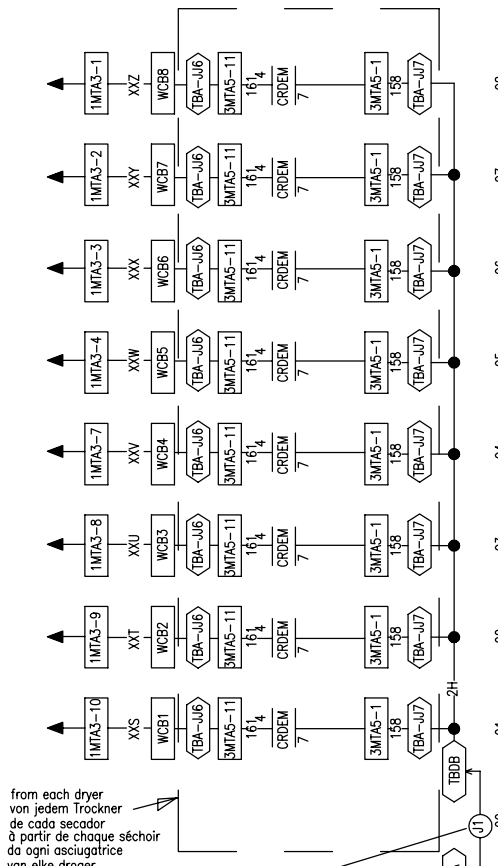 1MTA3-10
XXS
WCB1
TBA-JJ6
3MTA5-11
161
4
CRDEM
7
3MTA5-1
158
TBA-JJ7
1MTA3-9
XXT
WCB2
TBA-JJ6
3MTA5-11
161
4
CRDEM
7
3MTA5-1
158
TBA-JJ7
1MTA3-8
XXU
WCB3
TBA-JJ6
3MTA5-11
161
4
CRDEM
7
3MTA5-1
158
TBA-JJ7
1MTA3-7
XXV
WCB4
TBA-JJ6
3MTA5-11
161
4
CRDEM
7
3MTA5-1
158
TBA-JJ7
1MTA3-4
XXW
WCB5
TBA-JJ6
3MTA5-11
161
4
CRDEM
7
3MTA5-1
158
TBA-JJ7
1MTA3-3
XXX
WCB6
TBA-JJ6
3MTA5-11
161
4
CRDEM
7
3MTA5-1
158
TBA-JJ7
1MTA3-2
XXY
WCB7
TBA-JJ6
3MTA5-11
161
4
CRDEM
7
3MTA5-1
158
TBA-JJ7
1MTA3-1
XXZ
WCB8
TBA-JJ6
3MTA5-11
161
4
CRDEM
7
3MTA5-1
158
TBA-JJ7
from each dryer
von jedem Trockner
de cada secador
à partir de chaque séchoir
da ogni asciugatrice
van elke droger
2H
TBDB
J1